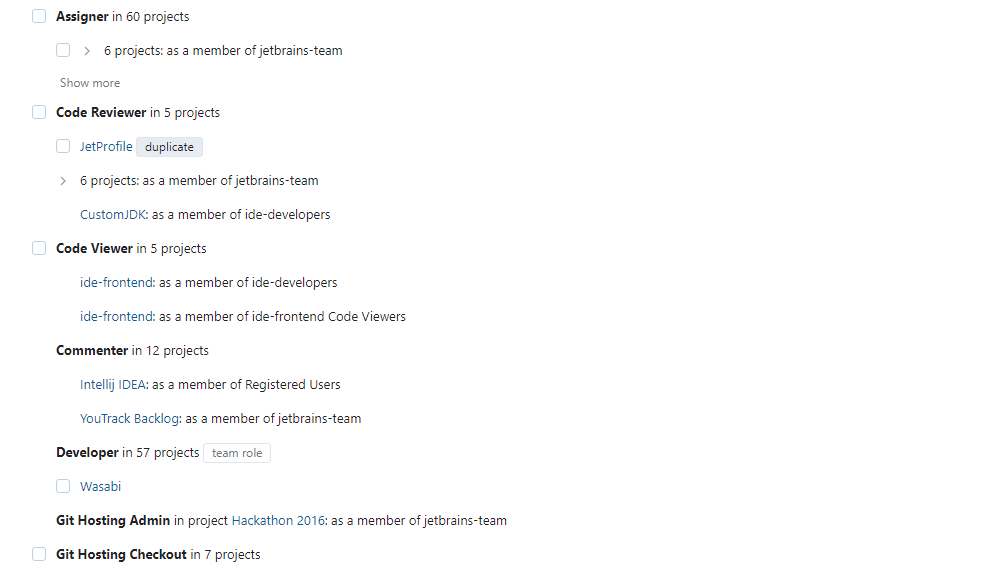 Assigner in 60 projects
6 projects: as a member of jetbrains-team
Show more
Code Reviewer in 5 projects
JetProfile duplicate
6 projects: as a member of jetbrains-team
CustomJDK: as a member of ide-developers
Code Viewer in 5 projects
ide-frontend: as a member of ide-developers
ide-frontend: as a member of ide-frontend Code Viewers
Commenter in 12 projects
Intellij IDEA: as a member of Registered Users
YouTrack Backlog: as a member of jetbrains-team
Developer in 57 projects team role
Wasabi
Git Hosting Admin in project Hackathon 2016: as a member of jetbrains-team
Git Hosting Checkout in 7 projects